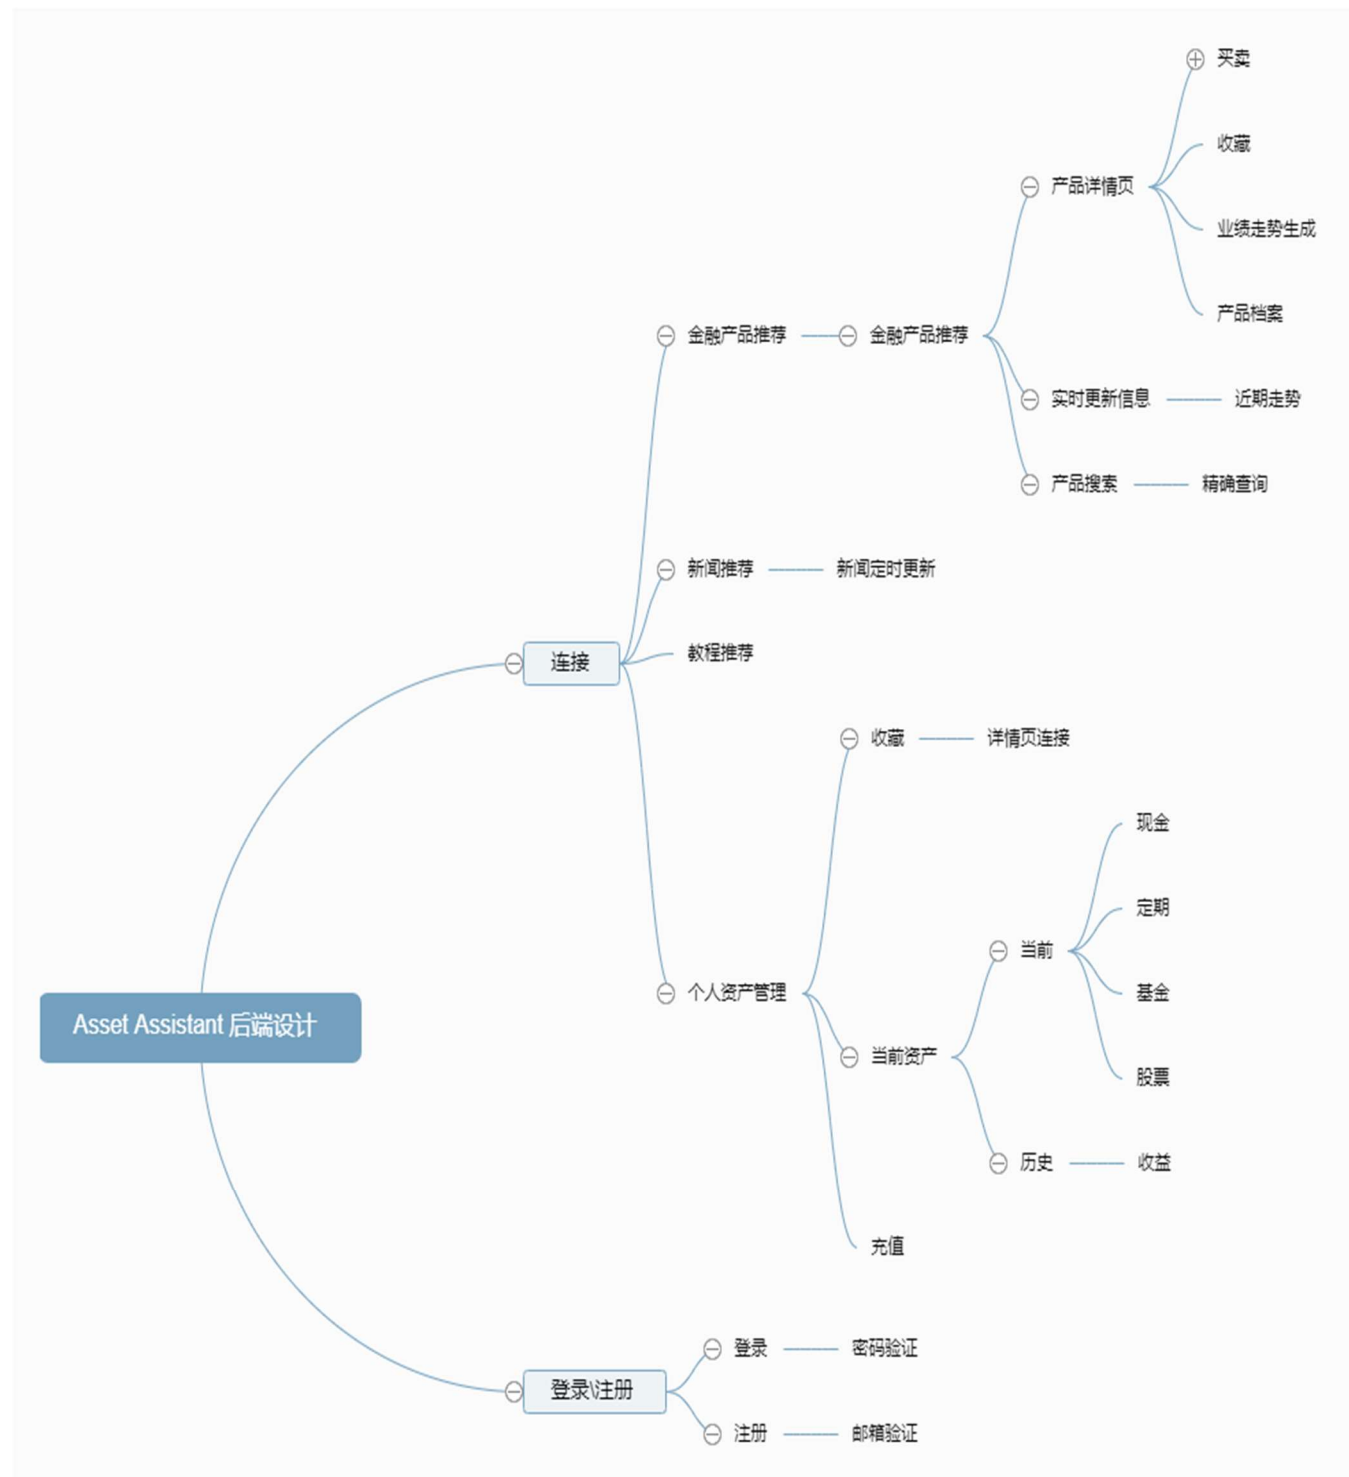 买卖
收藏
产品详情页
业绩走势生成
产品档案
金融产品推荐
金融产品推荐
实时更新信息
近期走势
产品搜索
精确查询
新闻推荐
新闻定时更新
连接
教程推荐
收藏
详情页连接
现金
定期
当前
个人资产管理
基金
Asset Assistant 后端设计
当前资产
股票
历史
收益
充值
登录
密码验证
登录\注册
注册
邮箱验证